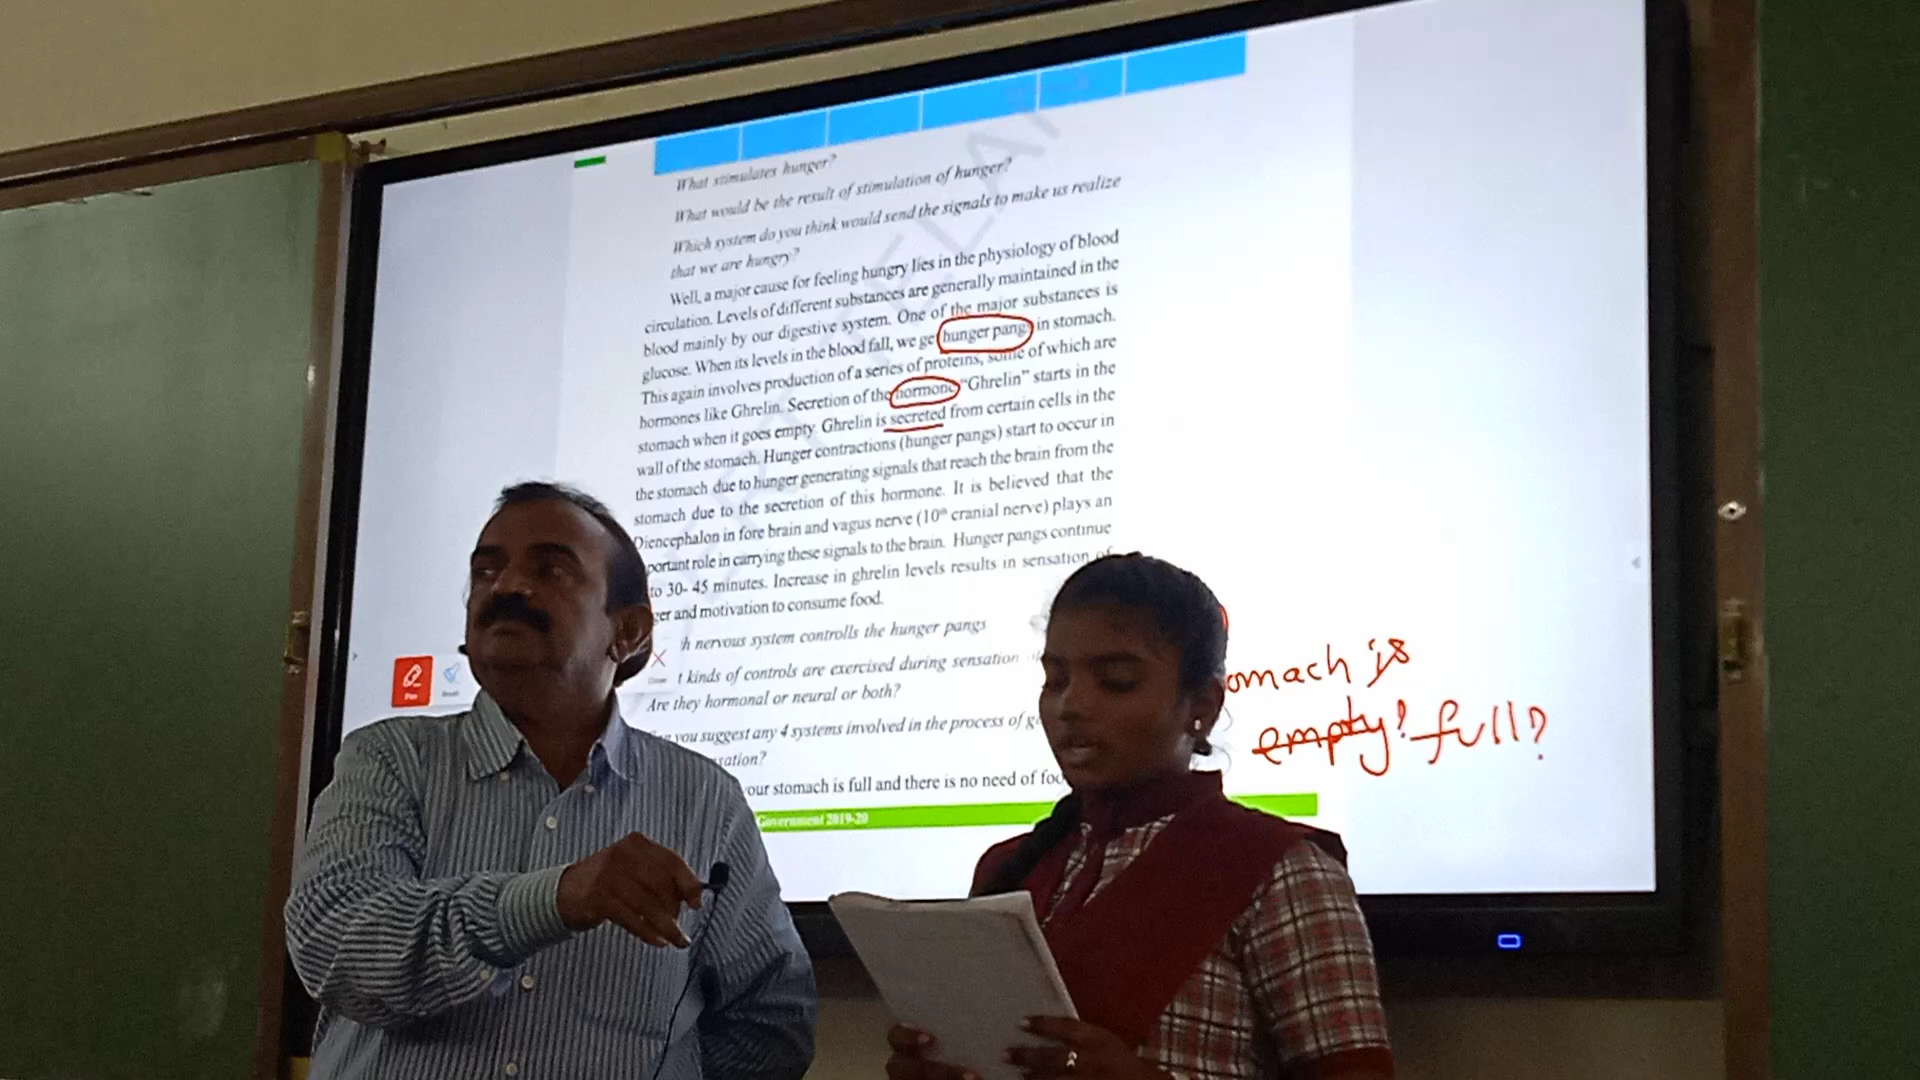 What stimulates hunger?
What would be the result of stimulation of hunger?
Which system do you think would send the signals to make us realize
that we are hungry?
Well, a major cause for feeling hungry lies in the physiology of blood
circulation. Levels of different substances are generally maintained in the
blood mainly by our digestive system. One of the major substances is
glucose. When its levels in the blood fall, we ge hunger pang in stomach.
This again involves production of a series of proteins, some of which are
hormones like Ghrelin. Secretion of the hormone "Ghrelin" starts in the
stomach when it goes empty. Ghrelin is secreted from certain cells in the
wall of the stomach. Hunger contractions (hunger pangs) start to occur in
the stomach due to hunger generating signals that reach the brain from the
stomach due to the secretion of this hormone. It is believed that the
Diencephalon in fore brain and vagus nerve (10th cranial nerve) plays an
portant role in carrying these signals to the brain. Hunger pangs continue
to 30- 45 minutes. Increase in ghrelin levels results in sensation of
ger and motivation to consume food.
h nervous system controlls the hunger pangs
t kinds of controls are exercised during sensation
Are they hormonal or neural or both?
you suggest any 4 systems involved in the process of
sation?
your stomach is full and there is no need of foo
Government 2019-20
omach is
empty? full?
Pen